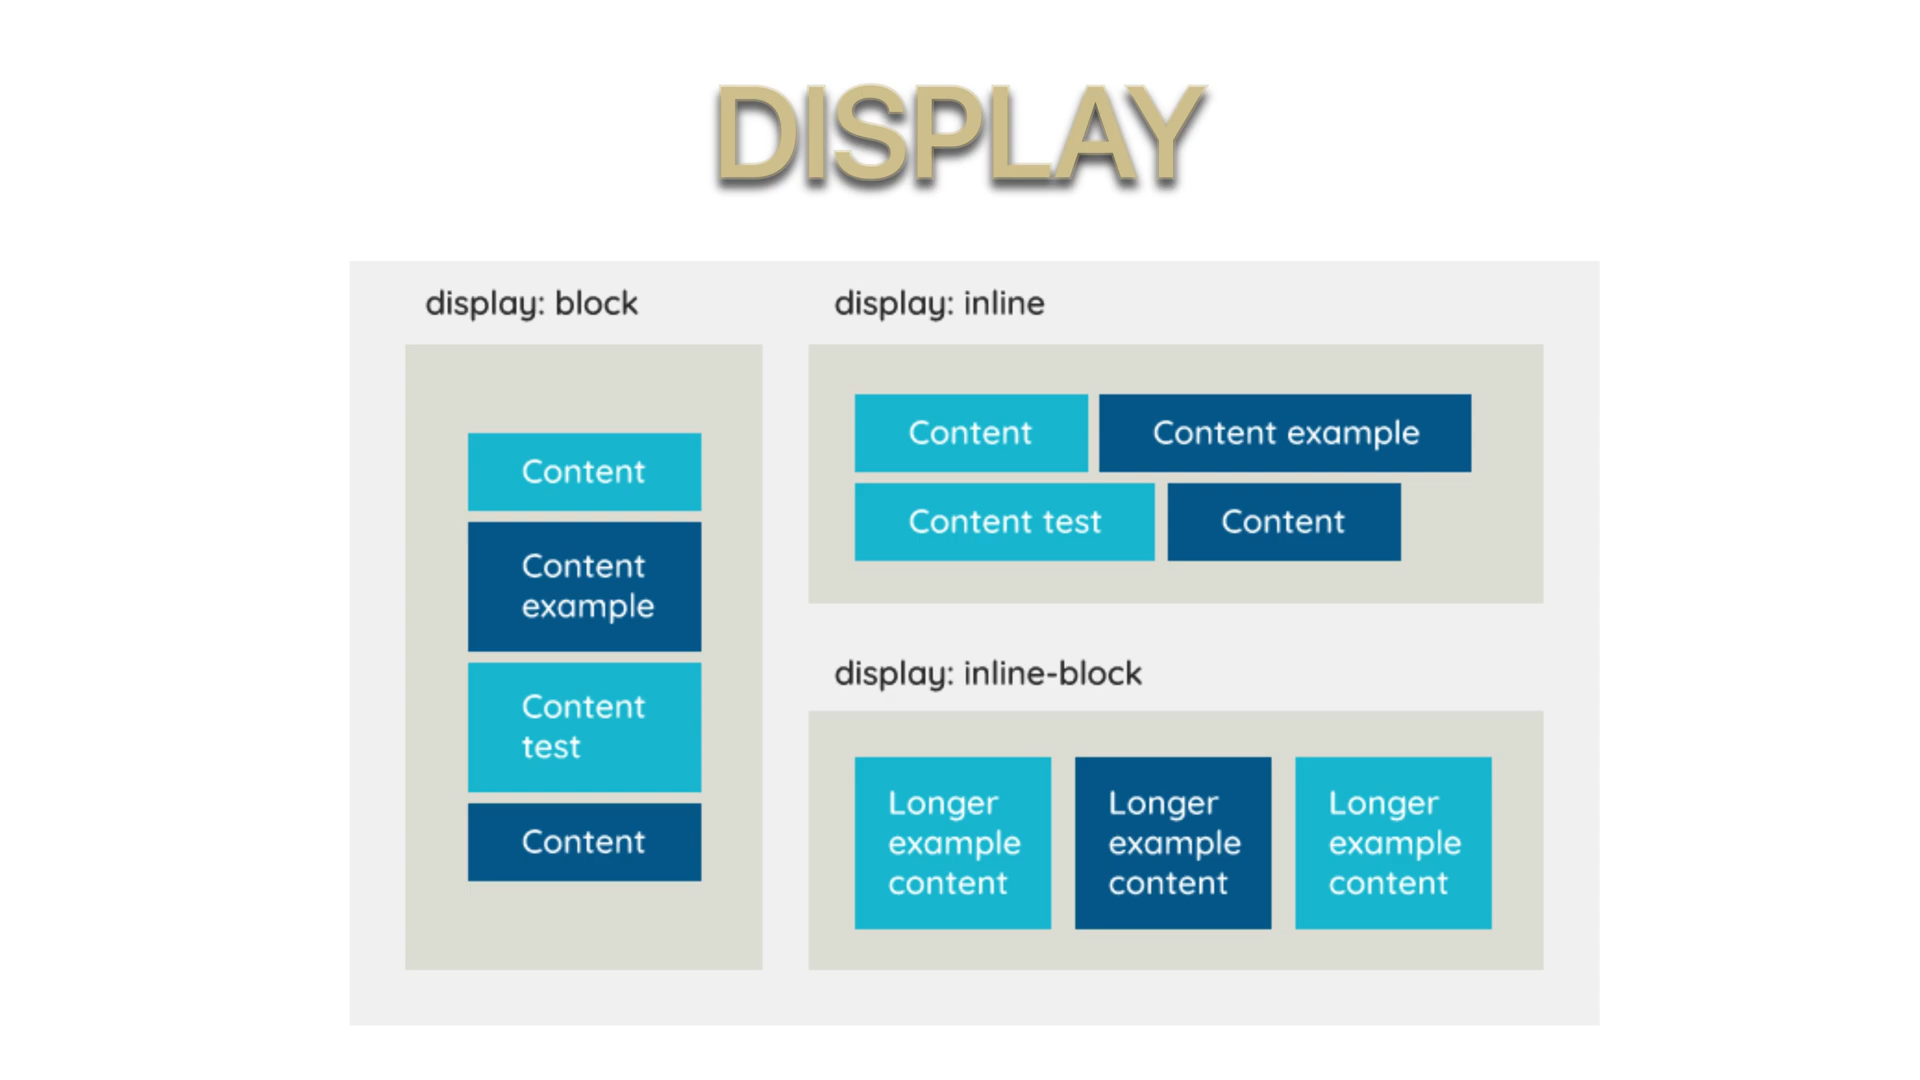 DISPLAY
display: block
Content
Content
example
Content
test
Content
display: inline
Content
Content example
Content test
Content
display: inline-block
Longer
example
content
Longer
example
content
Longer
example
content